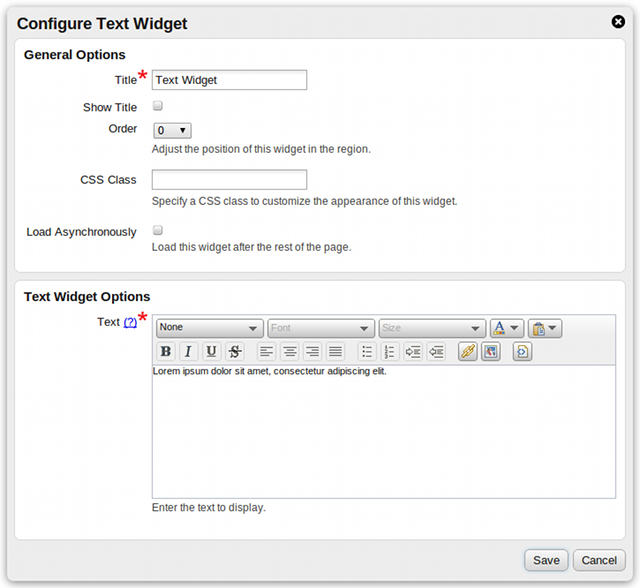 Configure Text Widget
General Options
Title* Text Widget
Show Title
Order 0
Adjust the position of this widget in the region.
CSS Class
Specify a CSS class to customize the appearance of this widget.
Load Asynchronously
Load this widget after the rest of the page.
Text Widget Options
Text (?)* None Font Size A
B I U S
Lorem ipsum dolor sit amet, consectetur adipiscing elit.
Enter the text to display.
Save Cancel